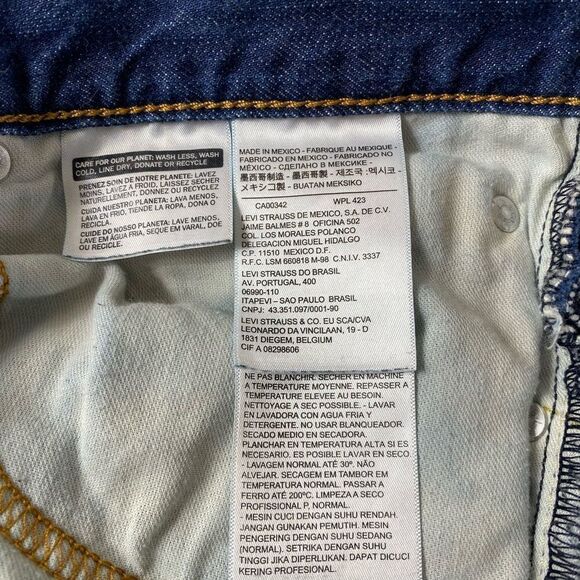 CARE FOR OUR PLANET: WASH LESS, WASH
COLD, LINE DRY, DONATE OR RECYCLE
PRENEZ SOIN DE NOTRE PLANÈTE: LAVEZ
MOINS, LAVEZ À FROID, LAISSEZ SÉCHER
NATURELLEMENT, DONNEZ OU RECYCLEZ
CUIDA NUESTRO PLANETA: LAVA MENOS,
LAVA EN FRÍO, TIENDE LA ROPA, DONA O
RECICLA
CUIDE DO NOSSO PLANETA: LAVE MENOS,
LAVE EM ÁGUA FRIA, SEQUE EM VARAL, DOE
OU RECICLE
MADE IN MEXICO - FABRIQUE AU MEXIQUE -
FABRICADO EN MEXICO - FABRICADO NO
MEXICO - СДЕЛАНО В МЕКСИКЕ -
墨西哥制造 - 墨西哥製 - 제조국 :멕시코 -
メキシコ製 - BUATAN MEKSIKO
CA00342 WPL 423
LEVI STRAUSS DE MEXICO, S.A. DE C.V.
JAIME BALMES # 8 OFICINA 502
COL. LOS MORALES POLANCO
DELEGACION MIGUEL HIDALGO
C.P. 11510 MEXICO D.F.
R.F.C. LSM 660818 M-98 C.N.I.V. 3337
LEVI STRAUSS DO BRASIL
AV. PORTUGAL, 400
06990-110
ITAPEVI – SAO PAULO BRASIL
CNPJ: 43.351.097/0001-90
LEVI STRAUSS & CO. EU SCA/CVA
LEONARDO DA VINCILAAN, 19 - D
1831 DIEGEM, BELGIUM
CIF A 08298606
NE PAS BLANCHIR. SECHER EN MACHINE
A TEMPERATURE MOYENNE. REPASSER A
TEMPERATURE ELEVEE AU BESOIN.
NETTOYAGE A SEC POSSIBLE. - LAVAR
EN LAVADORA CON AGUA FRIA Y
DETERGENTE. NO USAR BLANQUEADOR.
SECADO MEDIO EN SECADORA.
PLANCHAR EN TEMPERATURA ALTA SI ES
NECESARIO. ES POSIBLE LAVAR EN SECO.
- LAVAGEM NORMAL ATÉ 30º. NÃO
ALVEJAR. SECAGEM EM TAMBOR EM
TEMPERATURA NORMAL. PASSAR A
FERRO ATÉ 200ºC. LIMPEZA A SECO
PROFISSIONAL P, NORMAL.
- MESIN CUCI DENGAN SUHU RENDAH.
JANGAN GUNAKAN PEMUTIH. MESIN
PENGERING DENGAN SUHU SEDANG
(NORMAL). SETRIKA DENGAN SUHU
TINGGI JIKA DIPERLUKAN. DAPAT DICUCI
KERING PROFESIONAL.